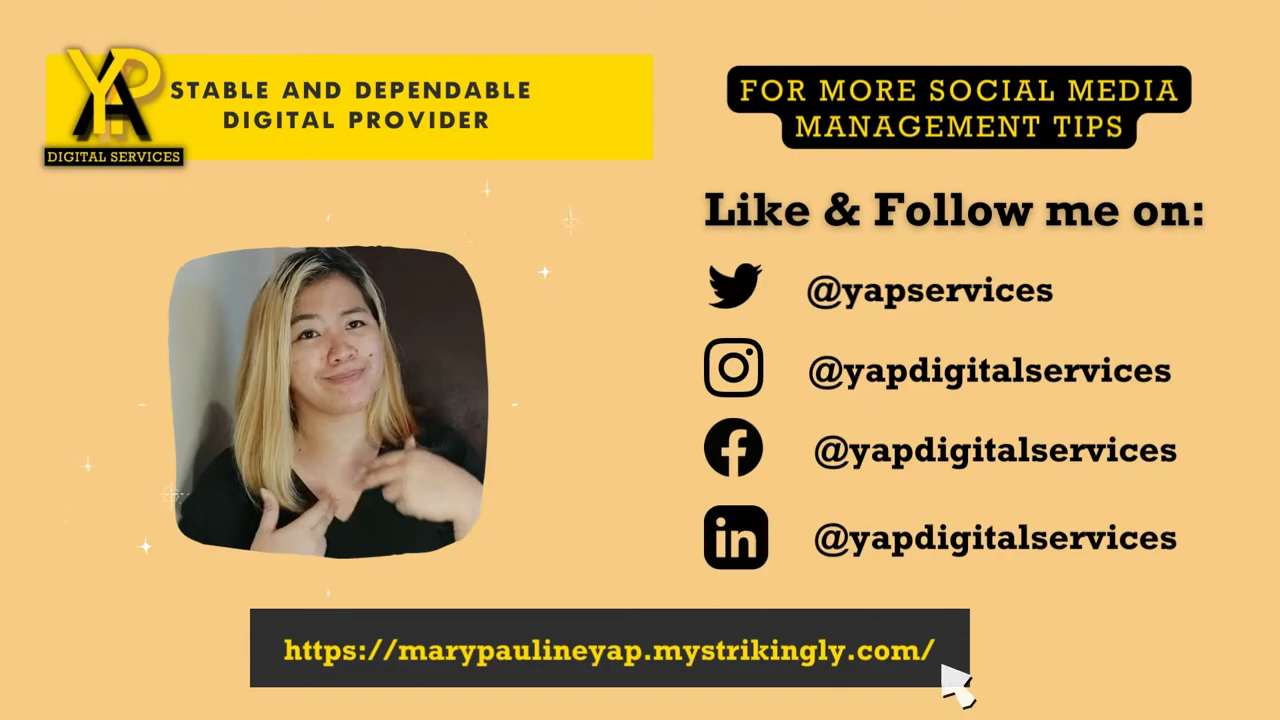 YAP
DIGITAL SERVICES
STABLE AND DEPENDABLE
DIGITAL PROVIDER
FOR MORE SOCIAL MEDIA
MANAGEMENT TIPS
Like & Follow me on:
@yapservices
@yapdigitalservices
@yapdigitalservices
in
@yapdigitalservices
https://marypaulineyap.mystrikingly.com/